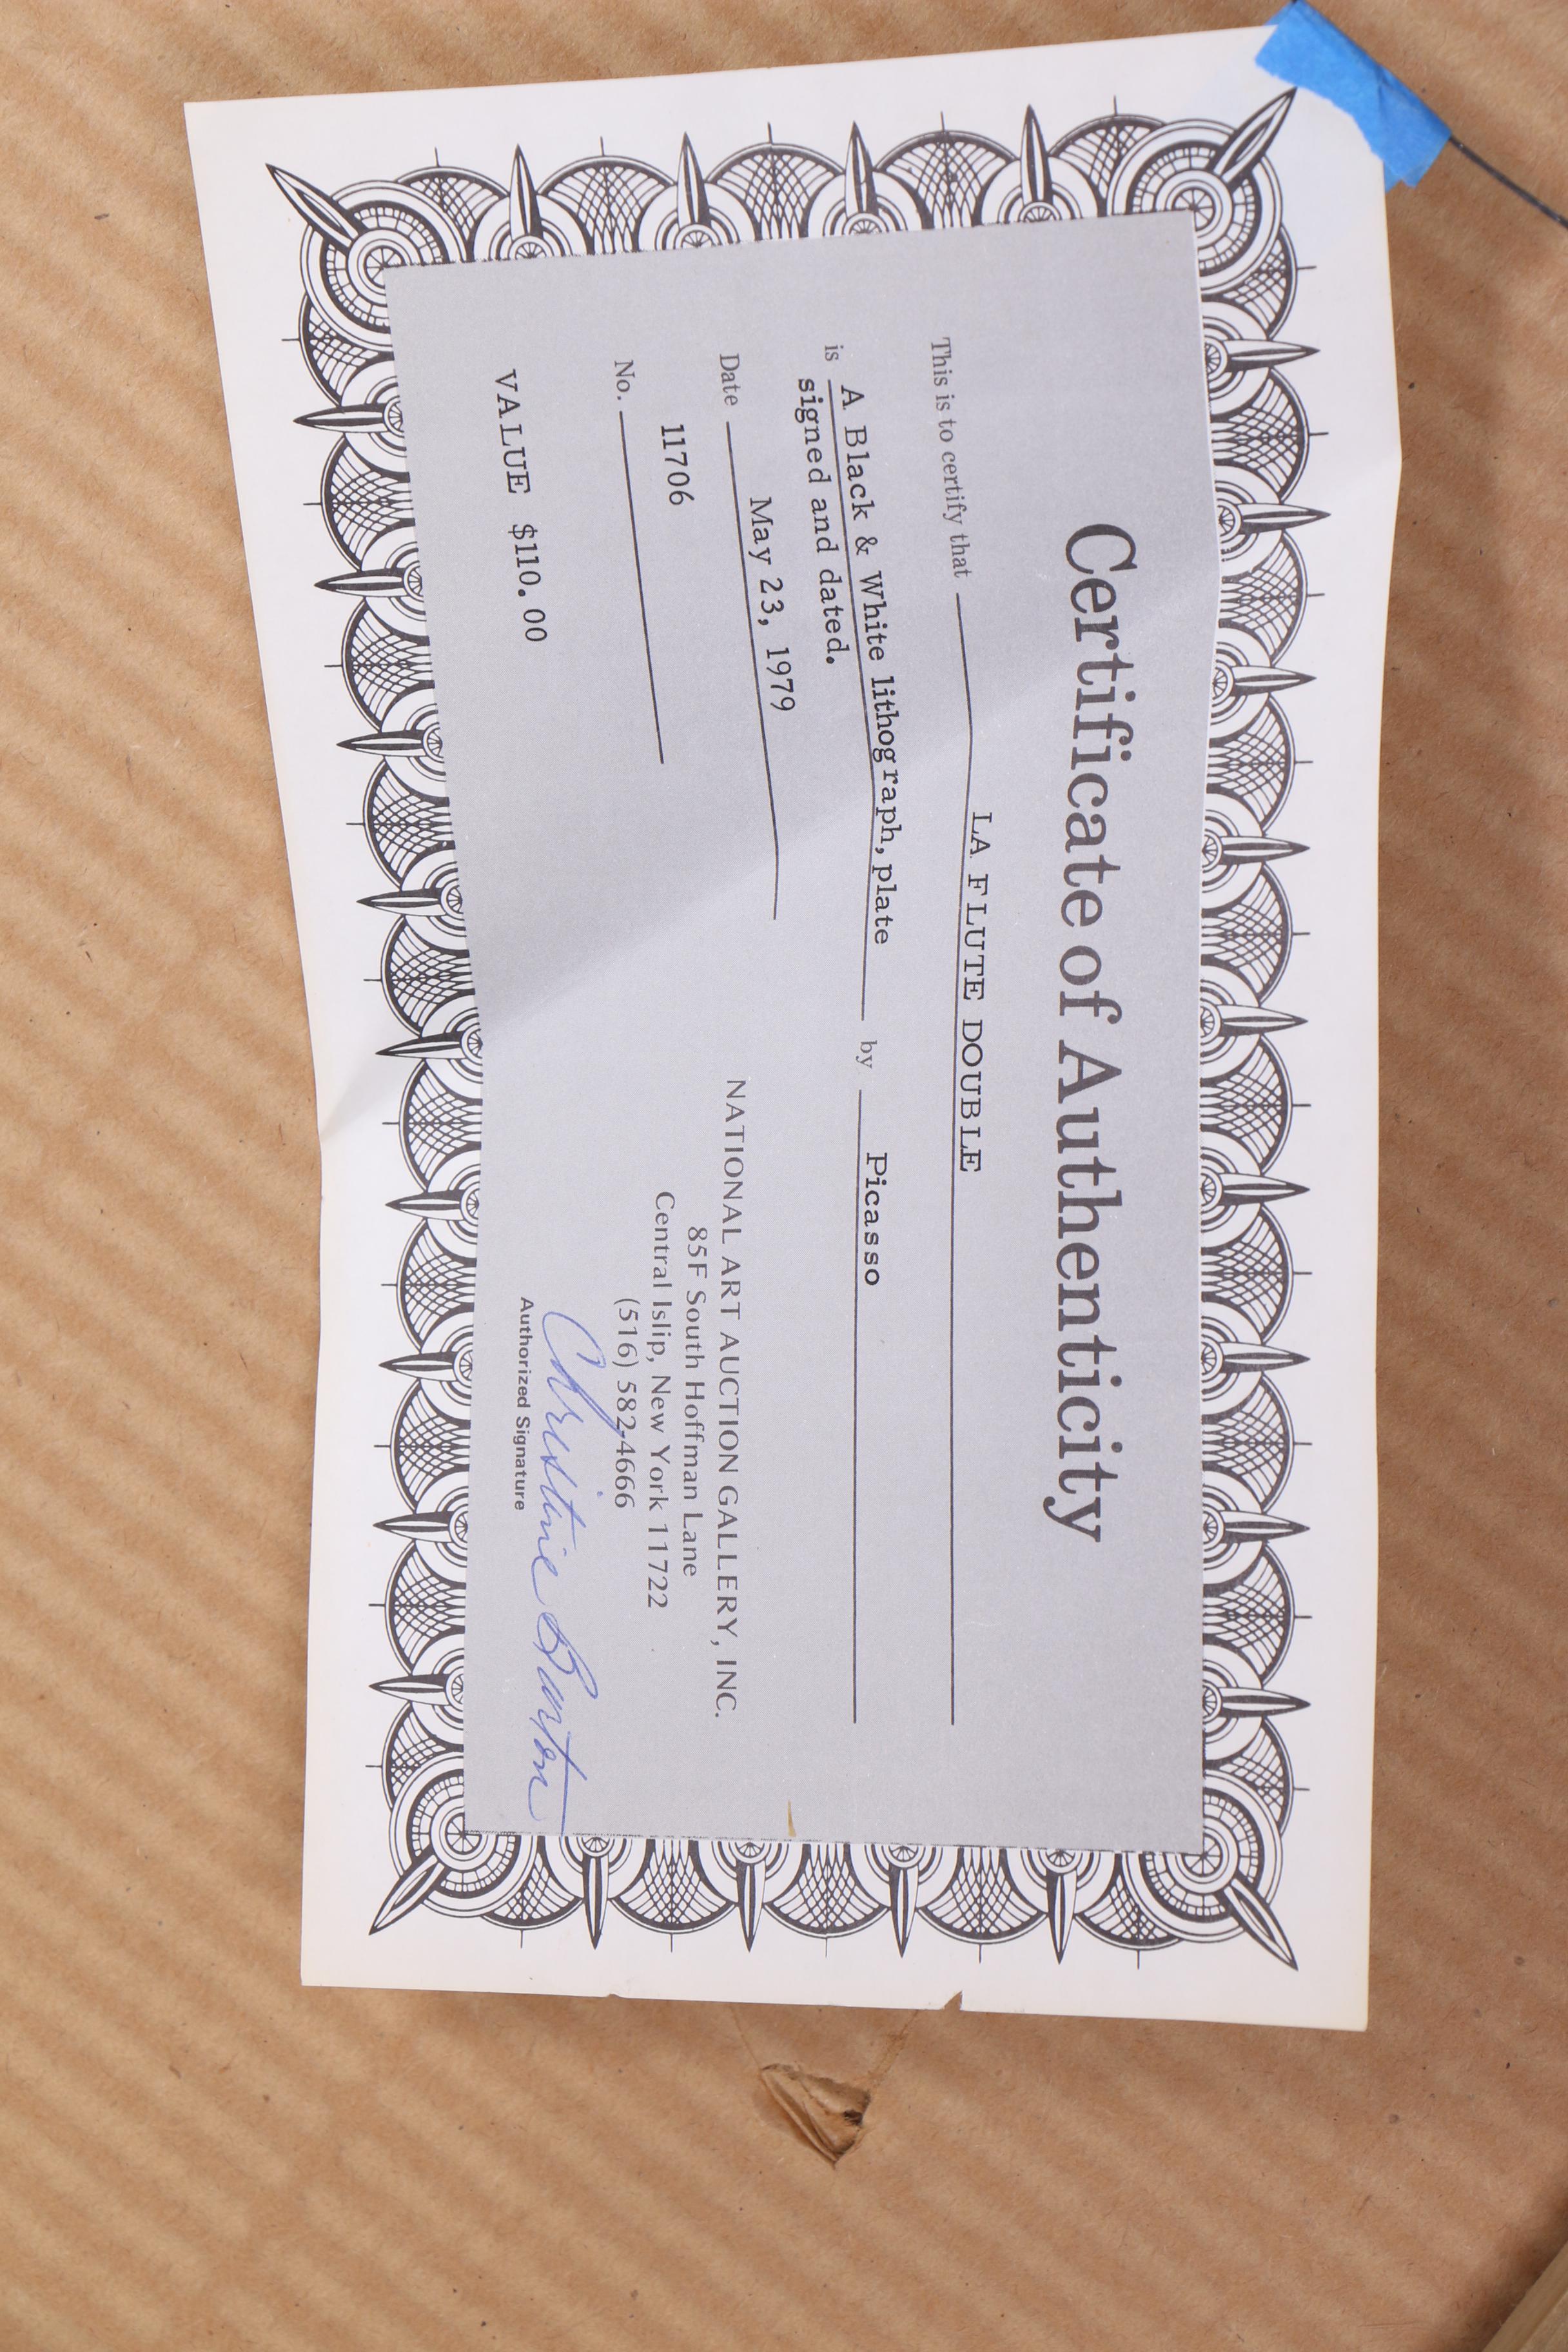 Certificate of Authenticity
This is to certify that LA FLUTE DOUBLE
is A Black & White lithograph, plate by Picasso
signed and dated.
Date May 23, 1979
NATIONAL ART AUCTION GALLERY, INC.
85F South Hoffman Lane
Central Islip, New York 11722
(516) 582-4666
No. 11706
Christine Barton
VALUE $110.00
Authorized Signature